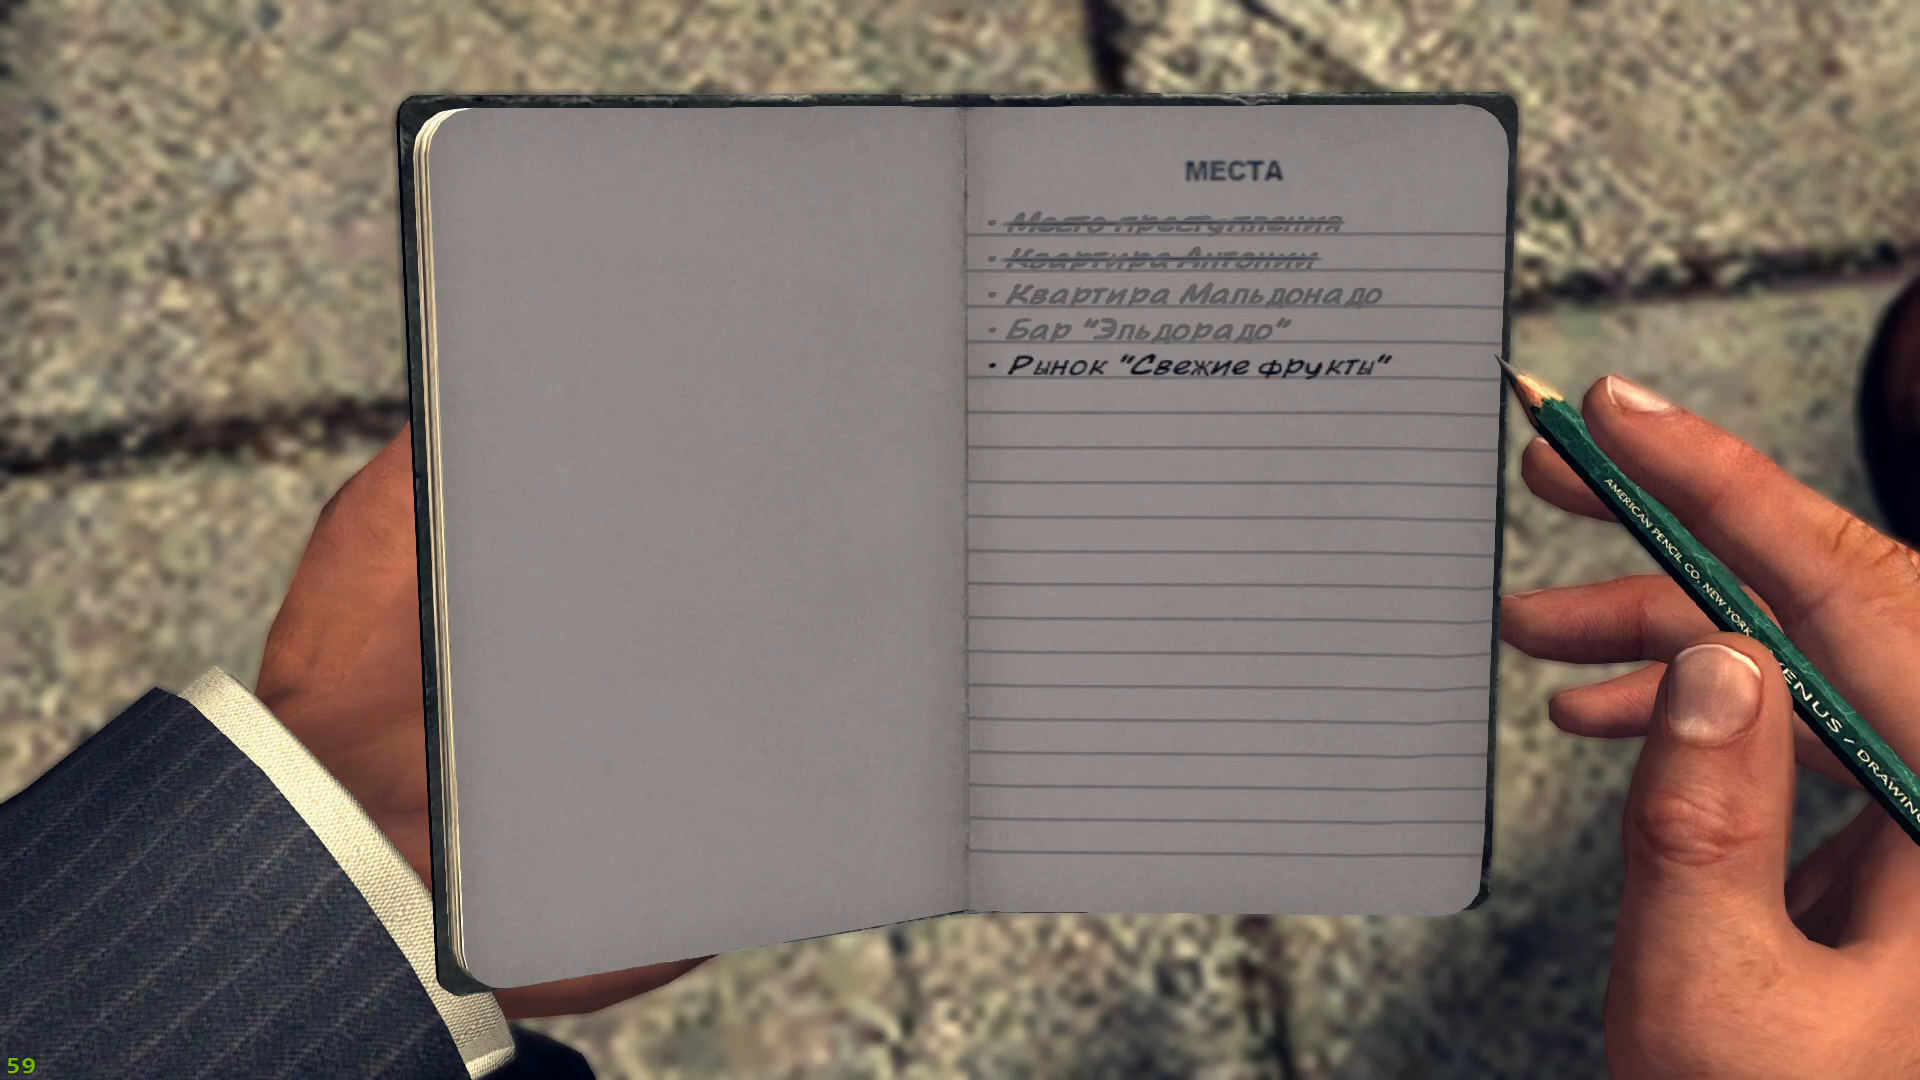 МЕСТА
• Место преступления
• Квартира Антонии
• Квартира Мальдонадо
• Бар "Эльдорадо"
• Рынок "Свежие фрукты"
AMERICAN PENCIL CO. NEW YORK
VENUS / DRAWING
59